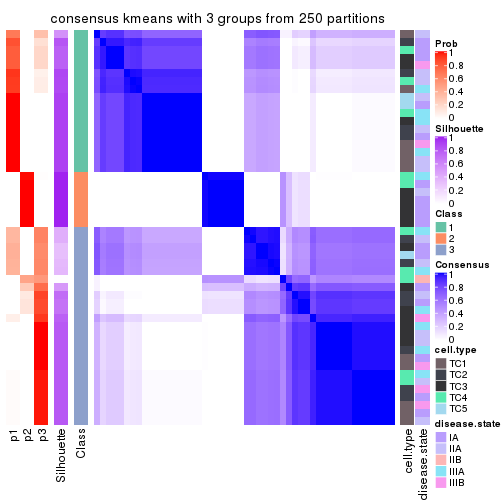 consensus kmeans with 3 groups from 250 partitions
Prob
1
0.8
0.6
0.4
0.2
0
Silhouette
1
0.8
0.6
0.4
0.2
0
Class
1
2
3
Consensus
1
0.8
0.6
0.4
0.2
0
cell.type
TC1
TC2
TC3
TC4
TC5
disease.state
IA
IIA
IIB
IIIA
IIIB
p1
p2
p3
Silhouette
Class
cell.type
disease.state